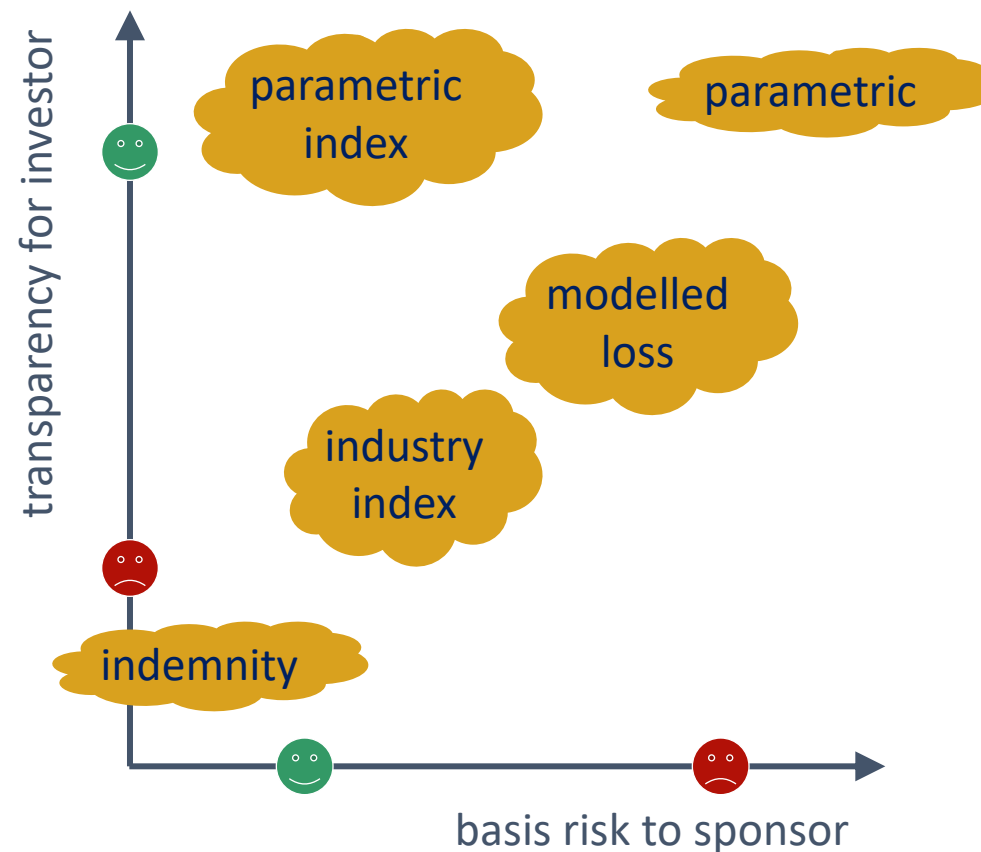 transparency for investor
parametric
index
parametric
modelled
loss
industry
index
indemnity
basis risk to sponsor